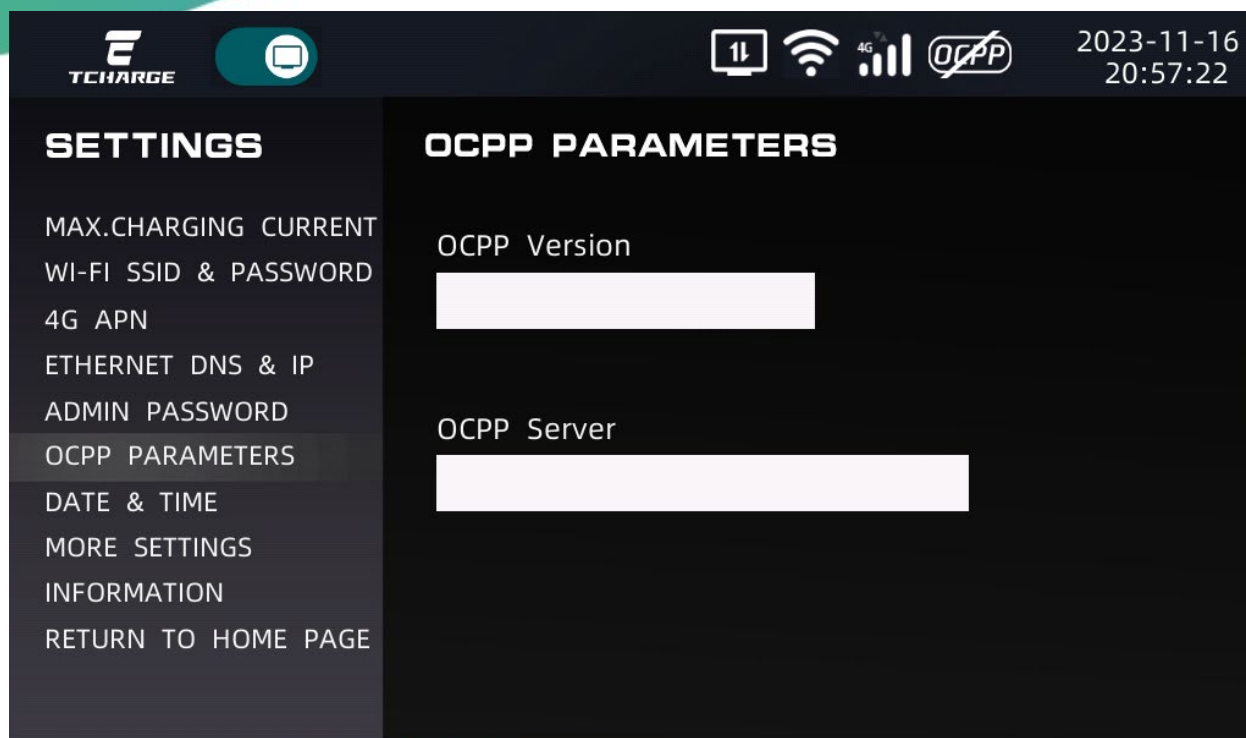 TCHARGE
4G
OCPP
2023-11-16
20:57:22
SETTINGS
MAX.CHARGING CURRENT
WI-FI SSID & PASSWORD
4G APN
ETHERNET DNS & IP
ADMIN PASSWORD
OCPP PARAMETERS
DATE & TIME
MORE SETTINGS
INFORMATION
RETURN TO HOME PAGE
OCPP PARAMETERS
OCPP Version
OCPP Server